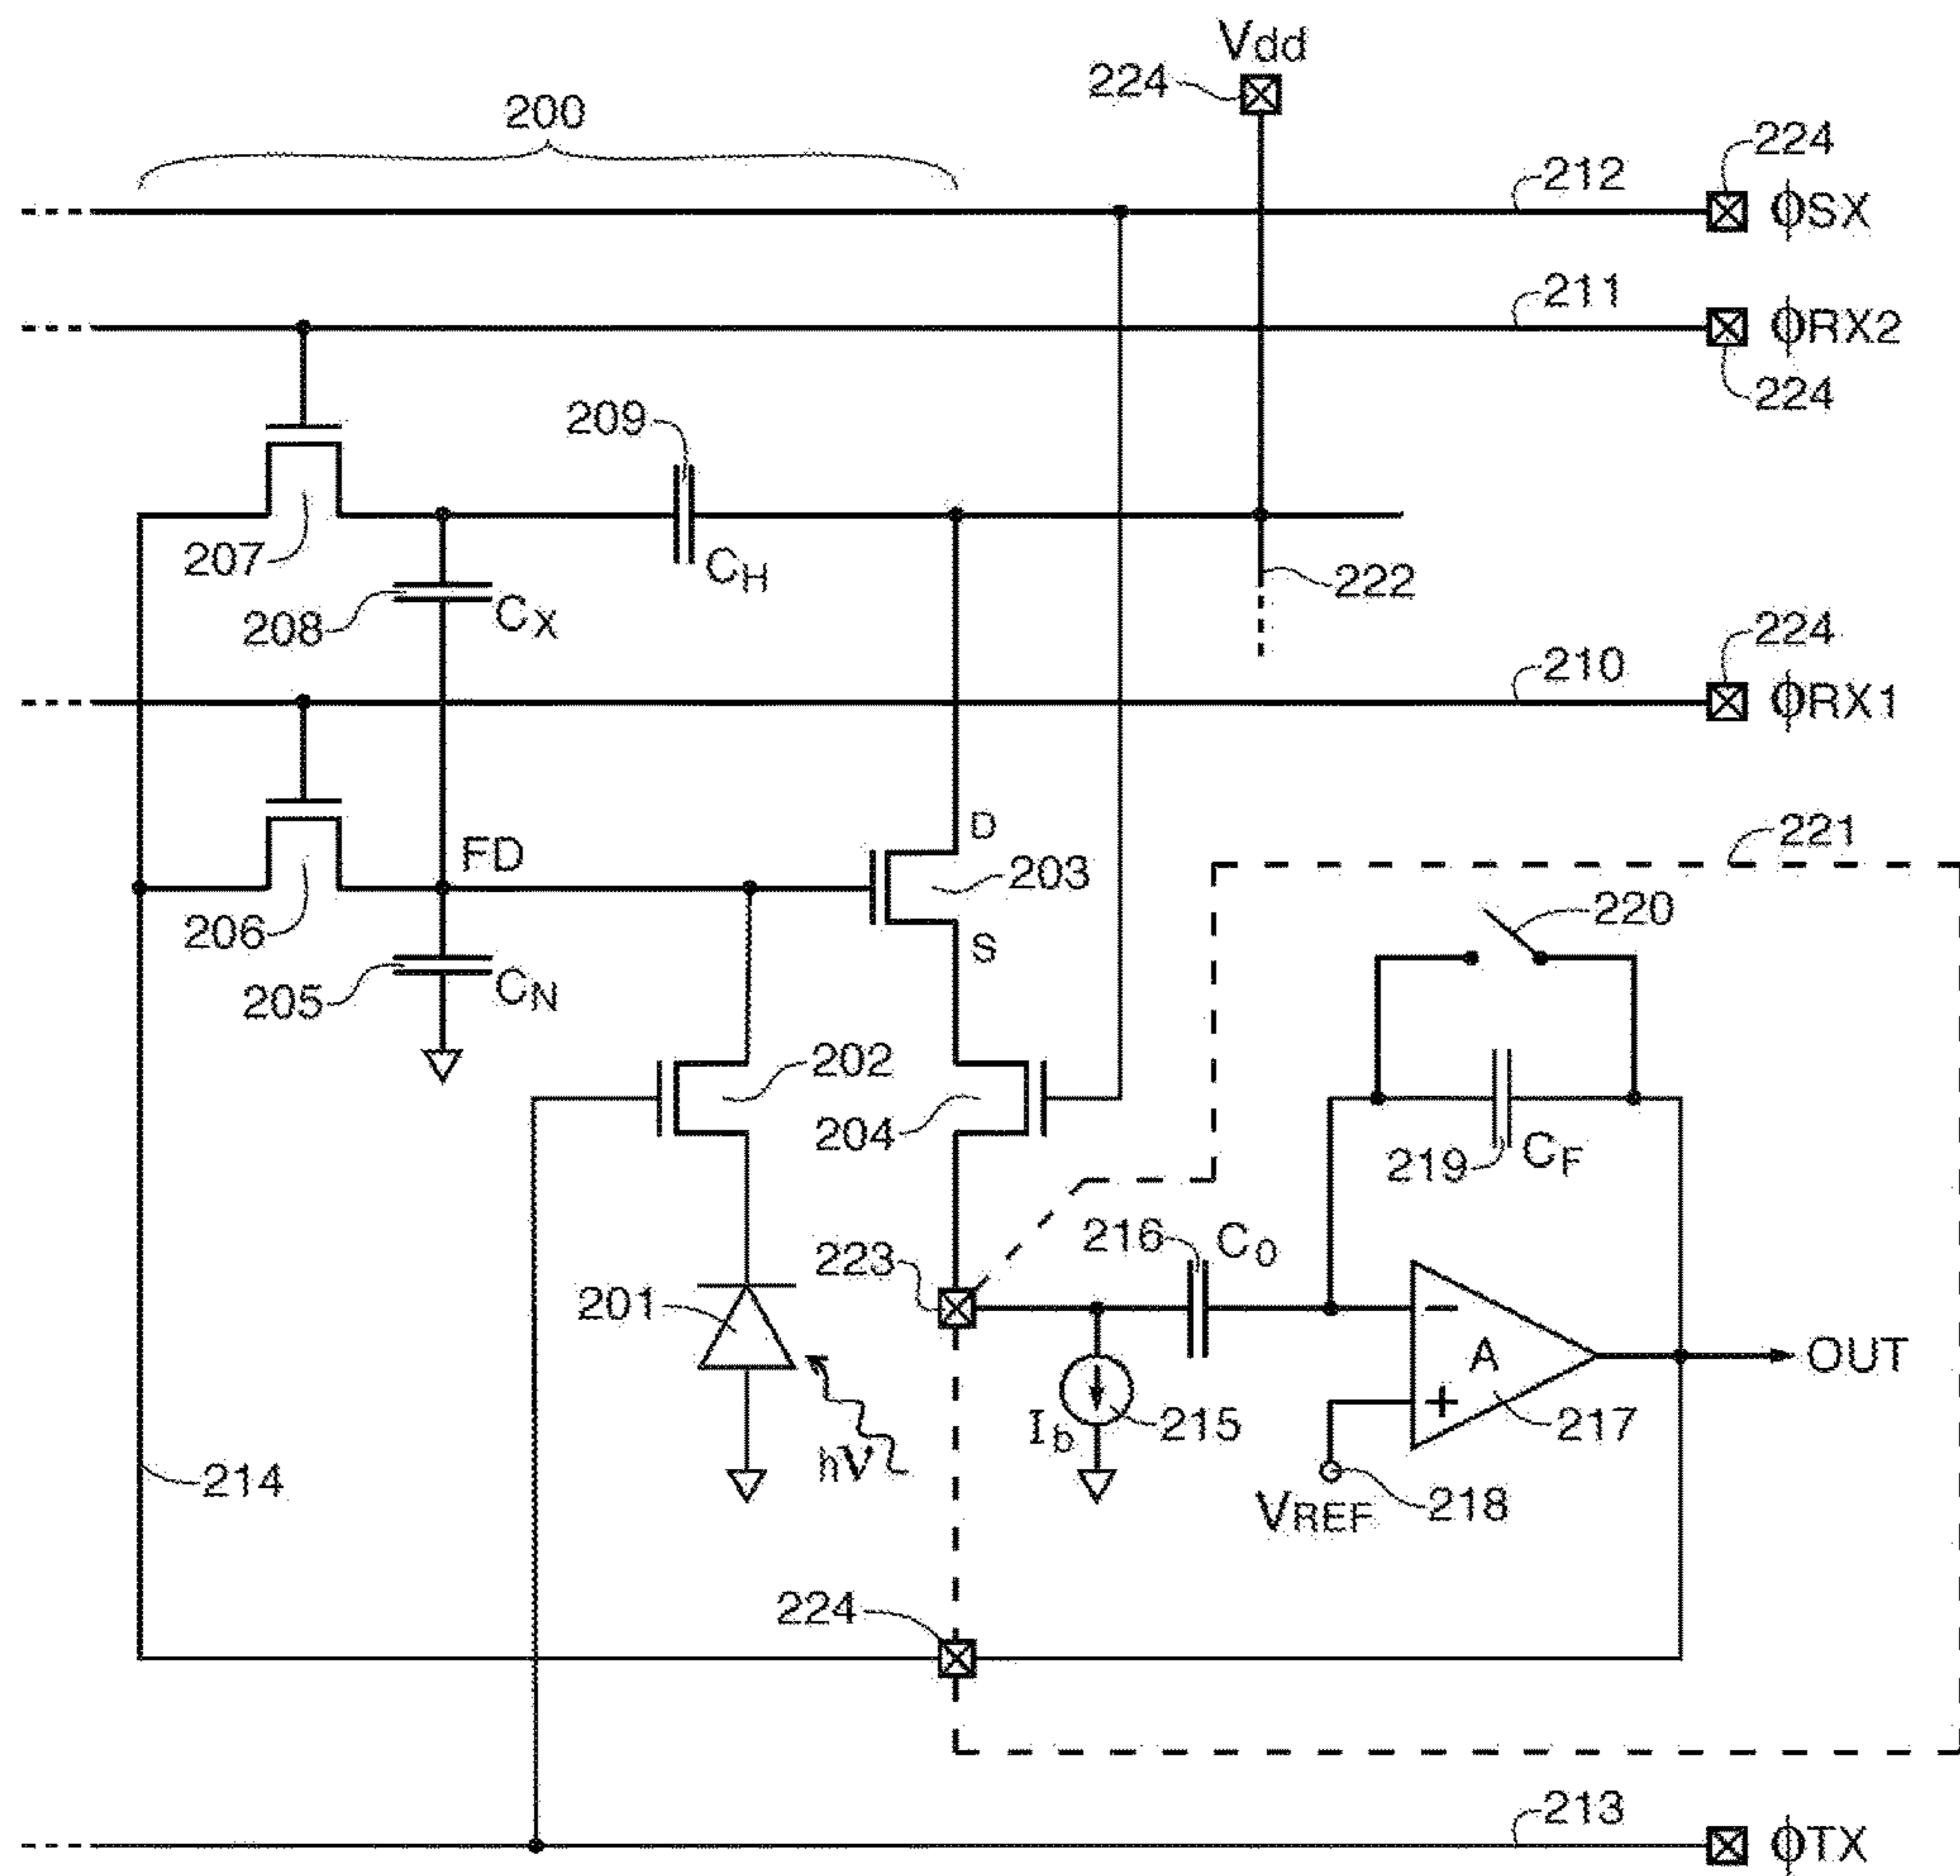 Vdd
224
200
224
212
ϕSX
211
ϕRX2
224
209
207
CH
222
208
CX
224
210
ϕRX1
D
221
FD
203
220
206
S
205
CN
202
204
219
CF
216
C0
223
201
A
OUT
Ib
215
217
hν
214
VREF
218
224
213
ϕTX